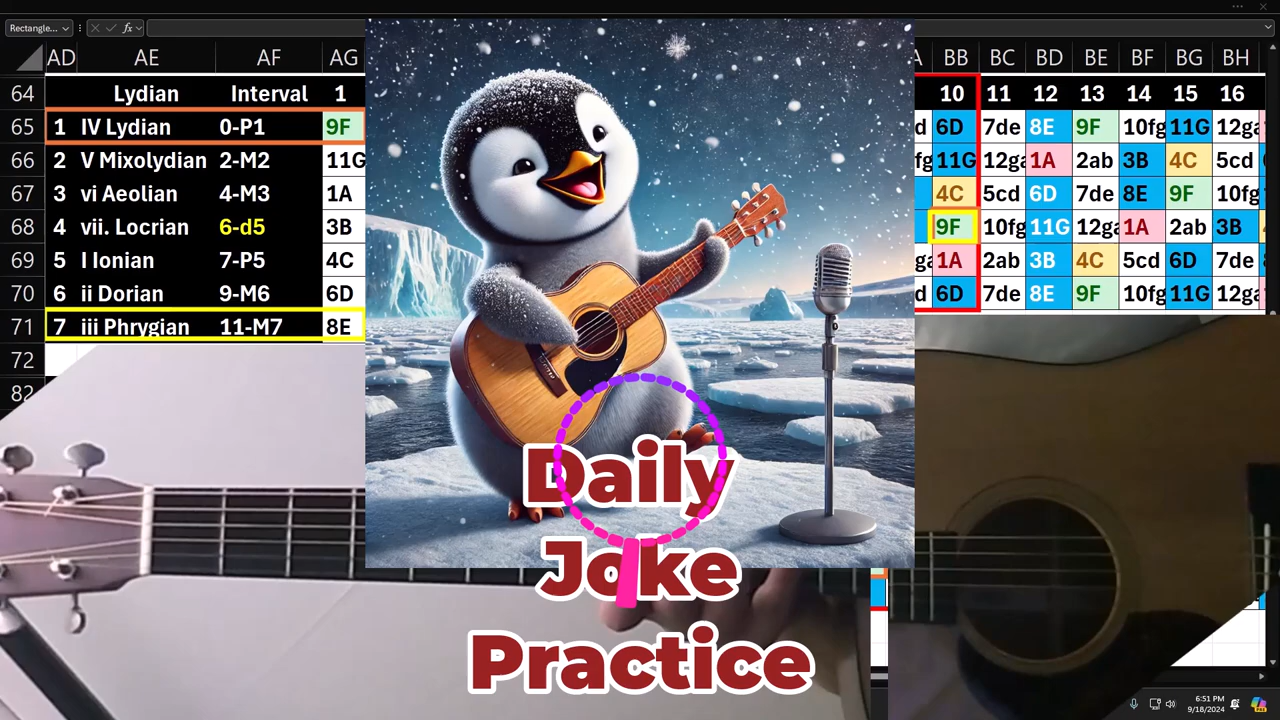 Rectangle... fx
AD AE AF AG BB BC BD BE BF BG BH
64 Lydian Interval 1 10 11 12 13 14 15 16
65 1 IV Lydian 0-P1 9F 6D 7de 8E 9F 10fg 11G 12ga
66 2 V Mixolydian 2-M2 11G 11G 12ga 1A 2ab 3B 4C 5cd
67 3 vi Aeolian 4-M3 1A 4C 5cd 6D 7de 8E 9F 10fg
68 4 vii. Locrian 6-d5 3B 9F 10fg 11G 12ga 1A 2ab 3B
69 5 I Ionian 7-P5 4C 1A 2ab 3B 4C 5cd 6D 7de
70 6 ii Dorian 9-M6 6D 6D 7de 8E 9F 10fg 11G 12ga
71 7 iii Phrygian 11-M7 8E
72
82
Daily
Joke
Practice
6:51 PM
9/18/2024